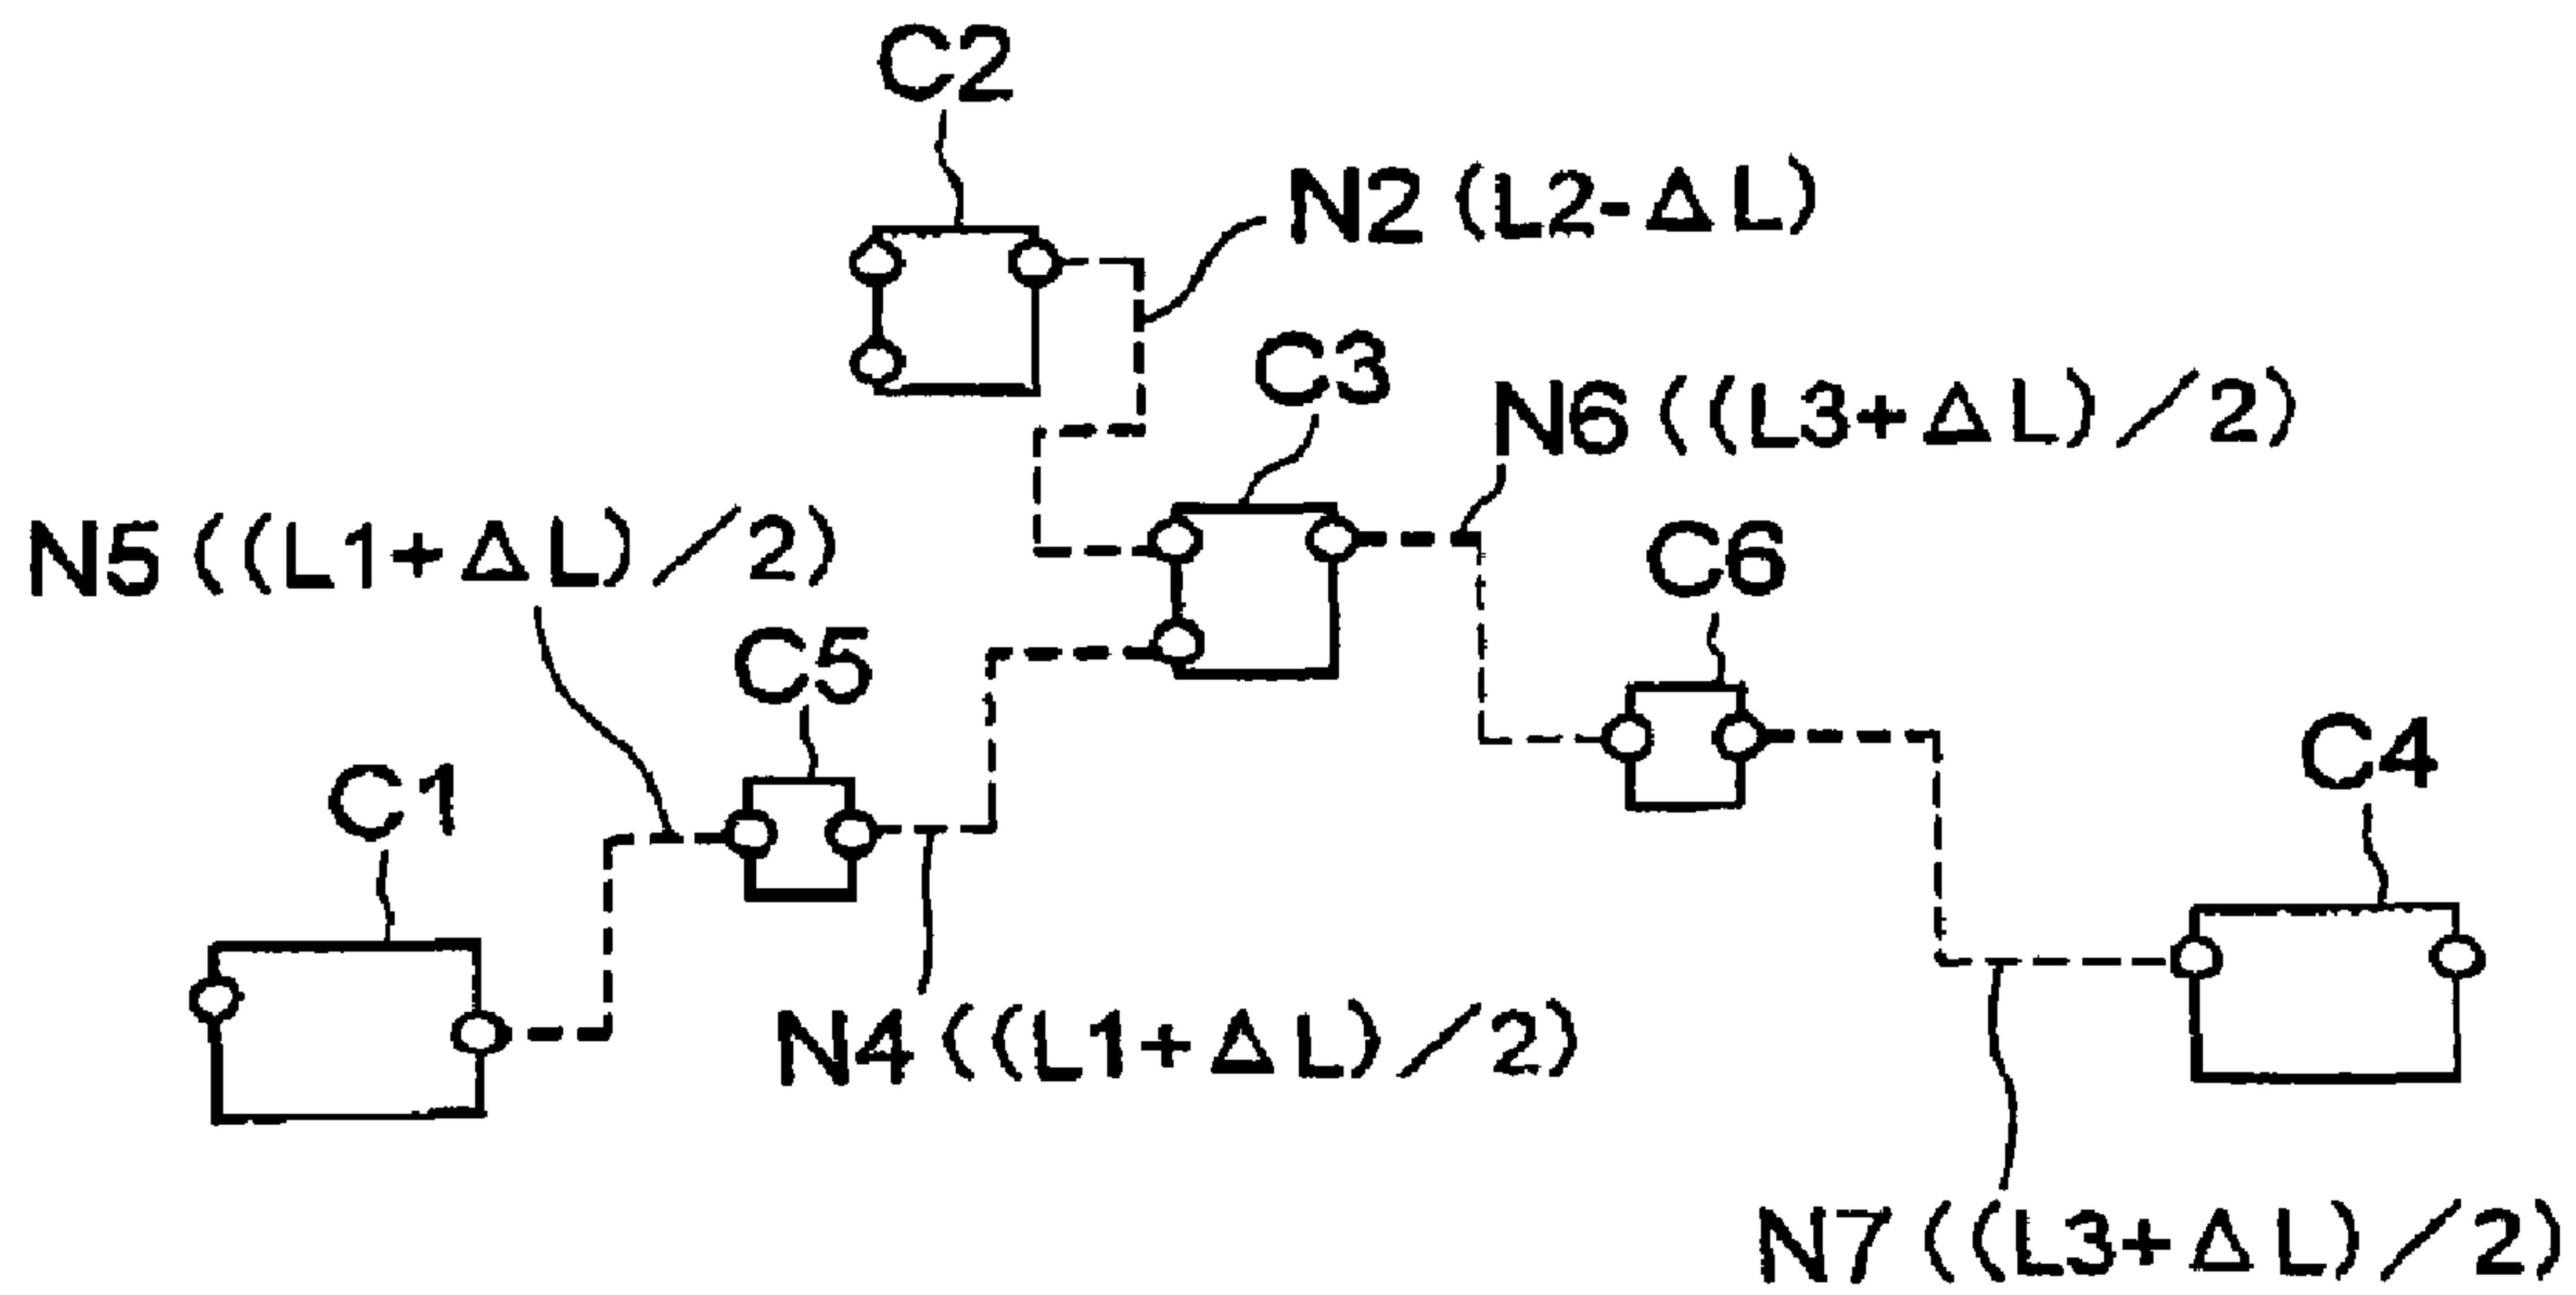 C2
N2 (L2-ΔL)
C3
N6 ((L3+ΔL)/2)
N5 ((L1+ΔL)/2)
C6
C5
C4
C1
N4 ((L1+ΔL)/2)
N7 ((L3+ΔL)/2)